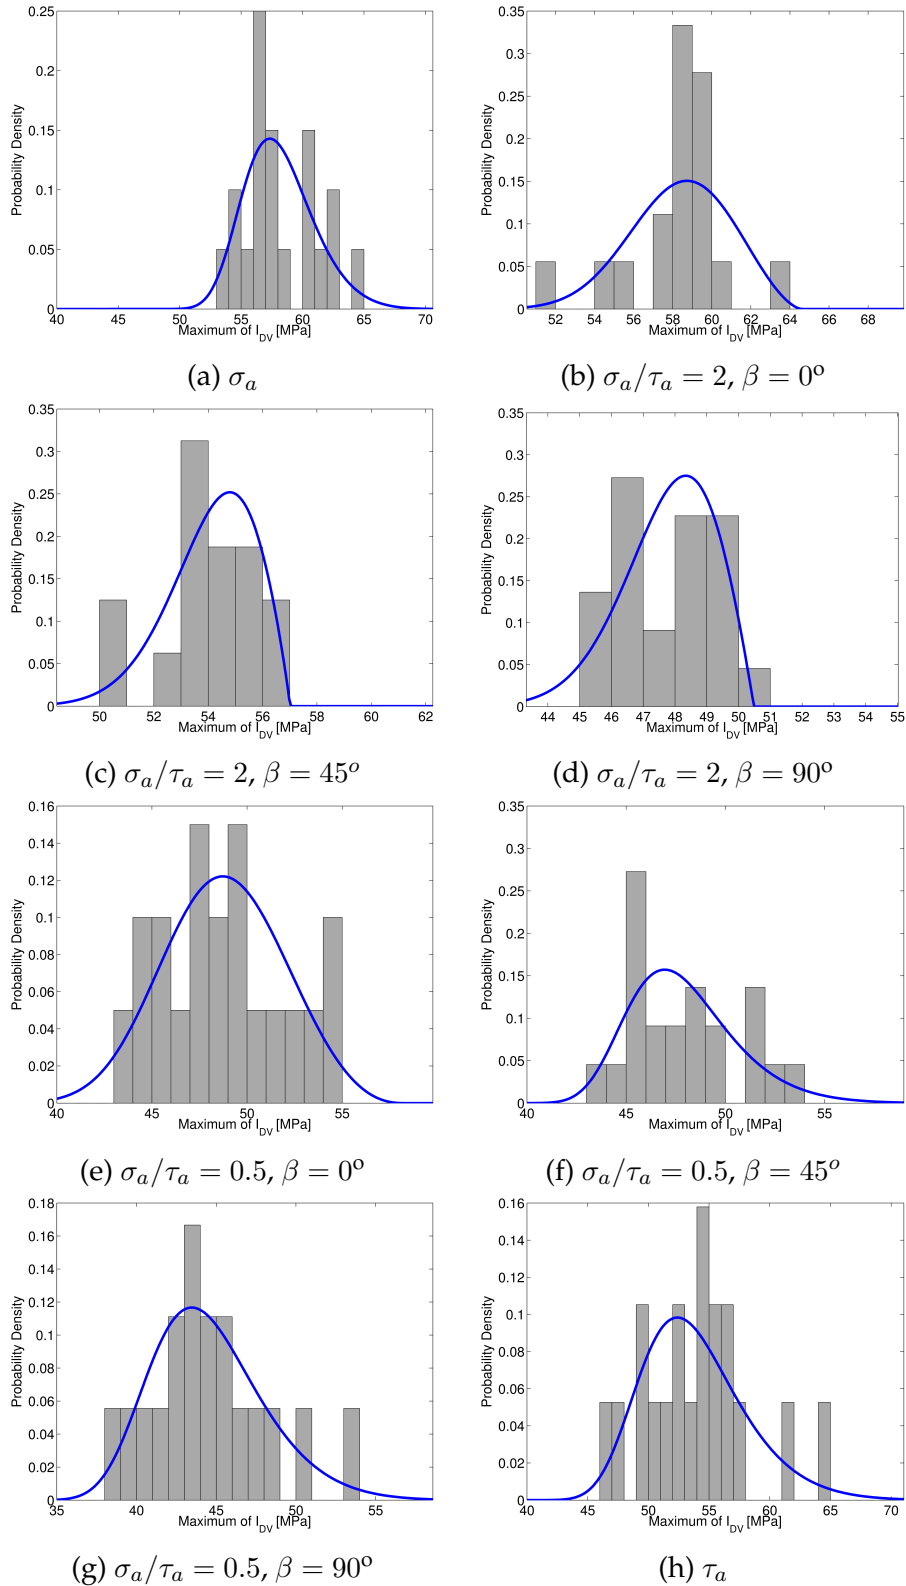 0.25
0.2
0.15
0.1
0.05
0
Probability Density
40 45 50 55 60 65 70
Maximum of I_DV [MPa]
(a) σ_a
0.35
0.3
0.25
0.2
0.15
0.1
0.05
0
Probability Density
52 54 56 58 60 62 64 66 68
Maximum of I_DV [MPa]
(b) σ_a/τ_a = 2, β = 0º
0.35
0.3
0.25
0.2
0.15
0.1
0.05
0
Probability Density
50 52 54 56 58 60 62
Maximum of I_DV [MPa]
(c) σ_a/τ_a = 2, β = 45°
0.35
0.3
0.25
0.2
0.15
0.1
0.05
0
Probability Density
44 45 46 47 48 49 50 51 52 53 54 55
Maximum of I_DV [MPa]
(d) σ_a/τ_a = 2, β = 90º
0.16
0.14
0.12
0.1
0.08
0.06
0.04
0.02
0
Probability Density
40 45 50 55
Maximum of I_DV [MPa]
(e) σ_a/τ_a = 0.5, β = 0º
0.35
0.3
0.25
0.2
0.15
0.1
0.05
0
Probability Density
40 45 50 55
Maximum of I_DV [MPa]
(f) σ_a/τ_a = 0.5, β = 45°
0.18
0.16
0.14
0.12
0.1
0.08
0.06
0.04
0.02
0
Probability Density
35 40 45 50 55
Maximum of I_DV [MPa]
(g) σ_a/τ_a = 0.5, β = 90º
0.16
0.14
0.12
0.1
0.08
0.06
0.04
0.02
0
Probability Density
40 45 50 55 60 65 70
Maximum of I_DV [MPa]
(h) τ_a